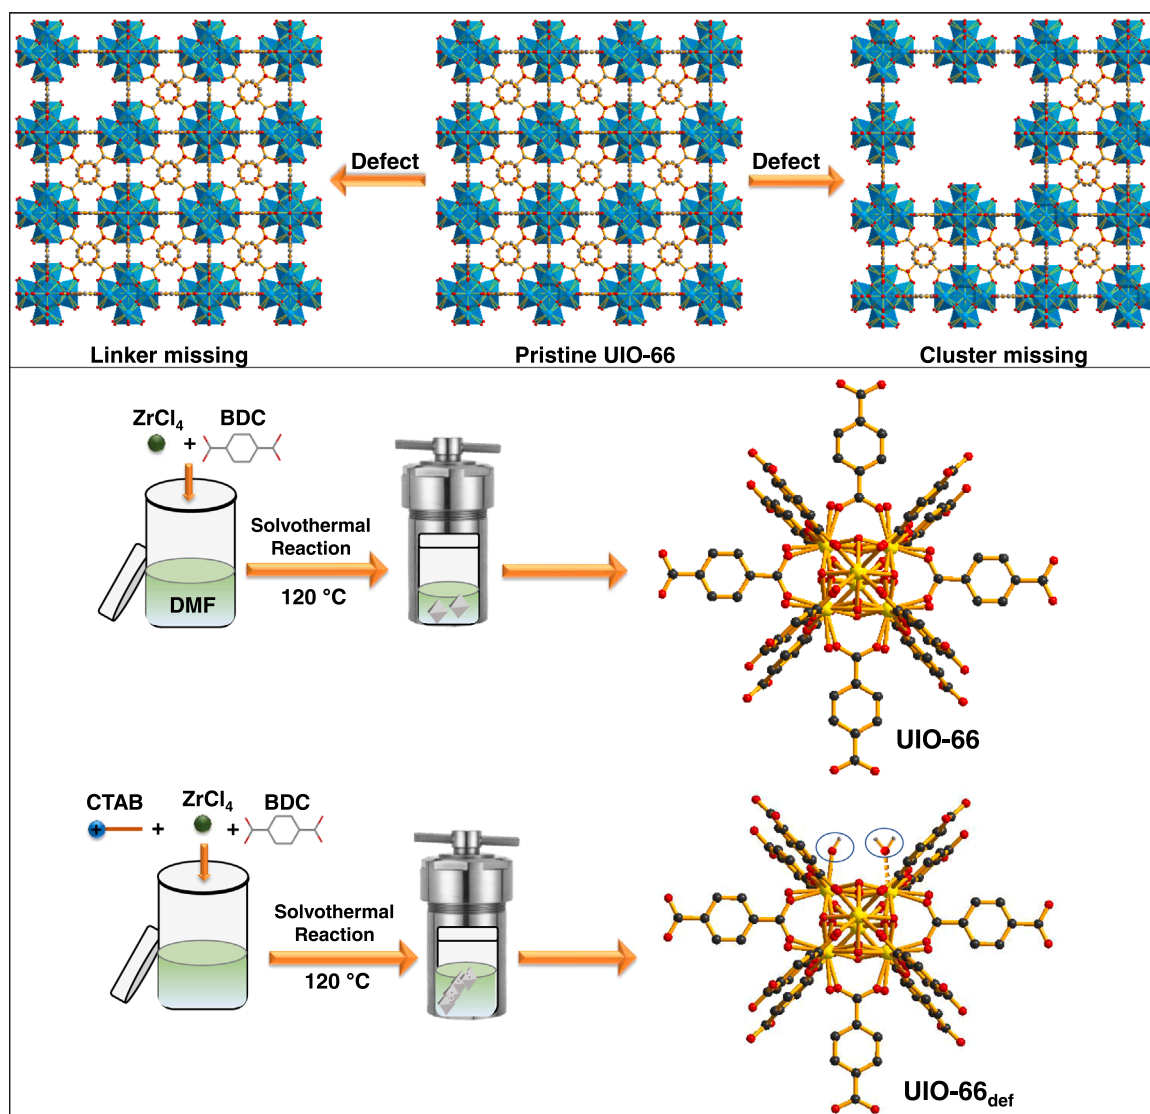 Defect
Defect
Linker missing
Pristine UIO-66
Cluster missing
ZrCl₄
+
BDC
Solvothermal
Reaction
120 °C
DMF
UIO-66
CTAB
+
ZrCl₄
+
BDC
+
Solvothermal
Reaction
120 °C
UIO-66def